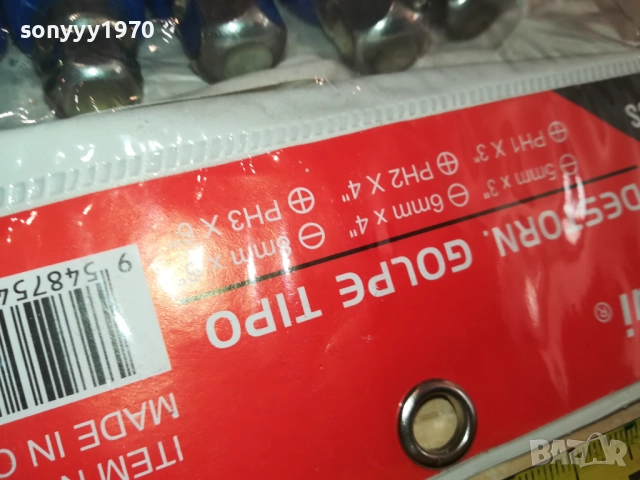 sonyyy1970
DESTORN. GOLPE TIPO
⊖ 5mm x 3"
⊖ 6mm x 4"
⊖ 8mm x
⊕ PH1 X 3"
⊕ PH2 X 4"
⊕ PH3 X 6"
ITEM
MADE IN
9 548754
BAZAR